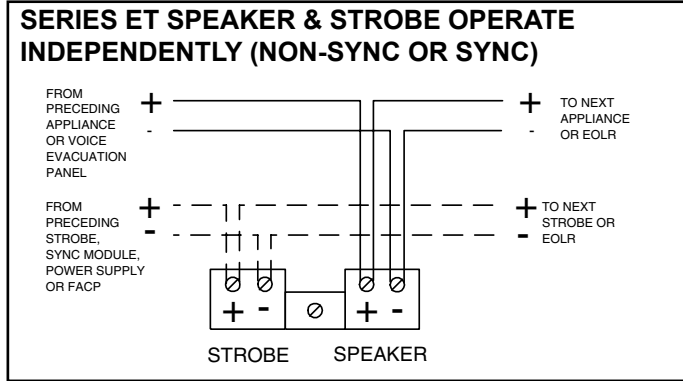 SERIES ET SPEAKER & STROBE OPERATE
INDEPENDENTLY (NON-SYNC OR SYNC)
FROM
PRECEDING
APPLIANCE
OR VOICE
EVACUATION
PANEL
+
-
+
-
TO NEXT
APPLIANCE
OR EOLR
FROM
PRECEDING
STROBE,
SYNC MODULE,
POWER SUPPLY
OR FACP
+
-
+
-
TO NEXT
STROBE OR
EOLR
+ -
+ -
STROBE
SPEAKER